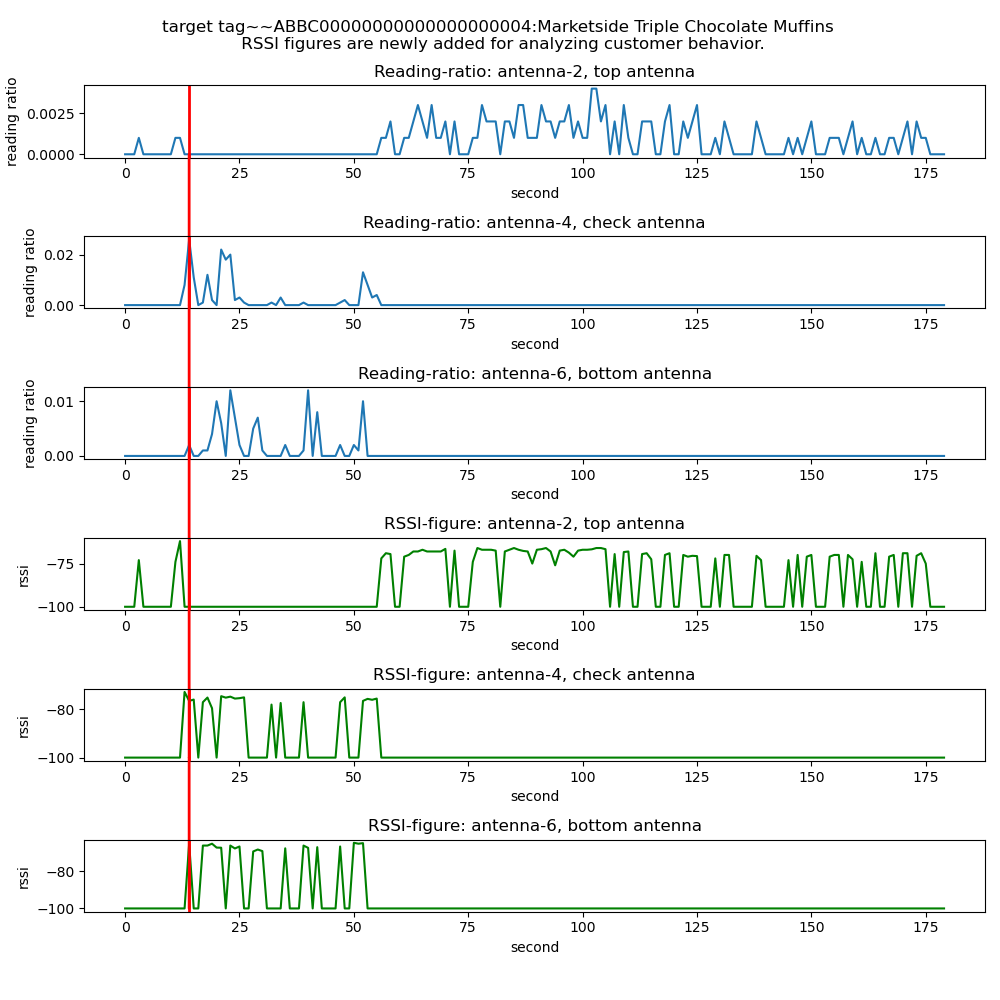 target tag~~ABBC00000000000000000004:Marketside Triple Chocolate Muffins
RSSI figures are newly added for analyzing customer behavior.
Reading-ratio: antenna-2, top antenna
reading ratio
0.0025
0.0000
0 25 50 75 100 125 150 175
second
Reading-ratio: antenna-4, check antenna
reading ratio
0.02
0.00
0 25 50 75 100 125 150 175
second
Reading-ratio: antenna-6, bottom antenna
reading ratio
0.01
0.00
0 25 50 75 100 125 150 175
second
RSSI-figure: antenna-2, top antenna
rssi
−75
−100
0 25 50 75 100 125 150 175
second
RSSI-figure: antenna-4, check antenna
rssi
−80
−100
0 25 50 75 100 125 150 175
second
RSSI-figure: antenna-6, bottom antenna
rssi
−80
−100
0 25 50 75 100 125 150 175
second